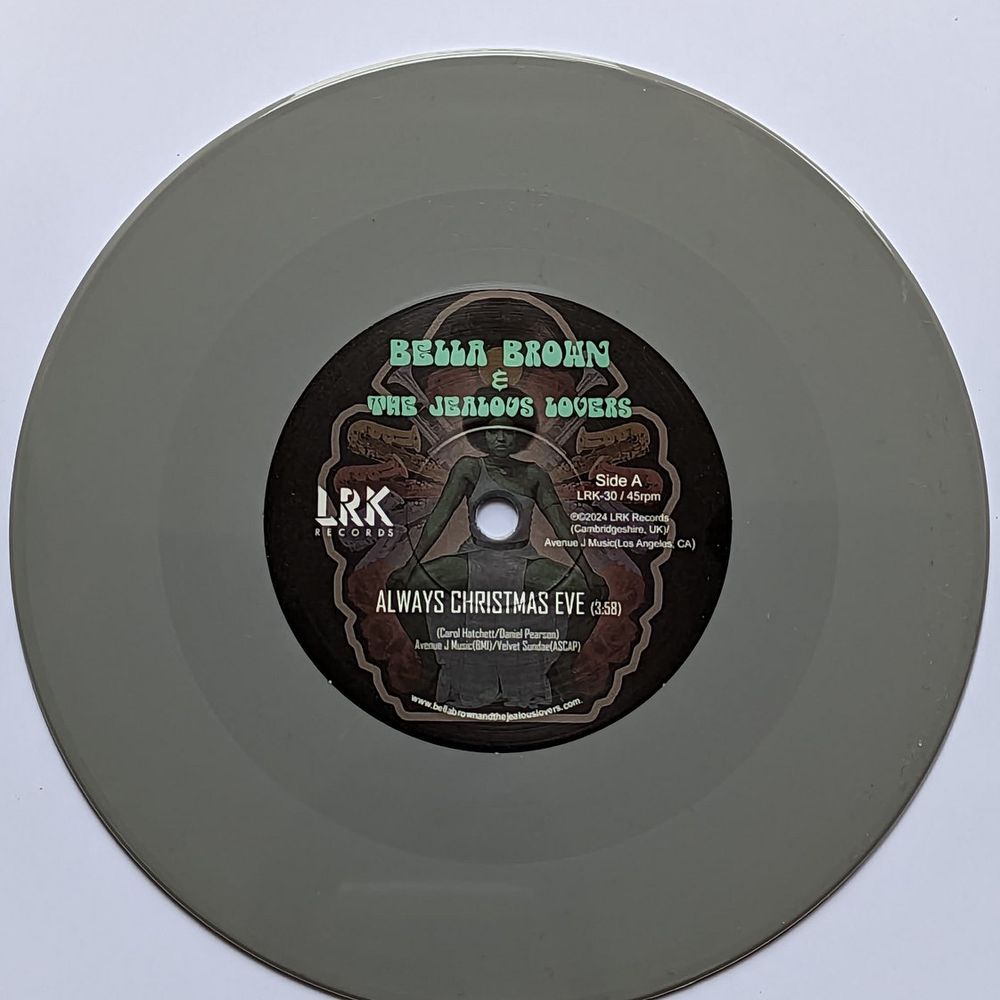 BELLA BROWN
&
THE JEALOUS LOVERS
LRK
RECORDS
Side A
LRK-30 / 45rpm
℗©2024 LRK Records
(Cambridgeshire, UK)/
Avenue J Music(Los Angeles, CA)
ALWAYS CHRISTMAS EVE (3:58)
(Carol Hatchett/Daniel Pearson)
Avenue J Music(BMI)/Velvet Sundae(ASCAP)
www.bellabrownandthejealouslovers.com